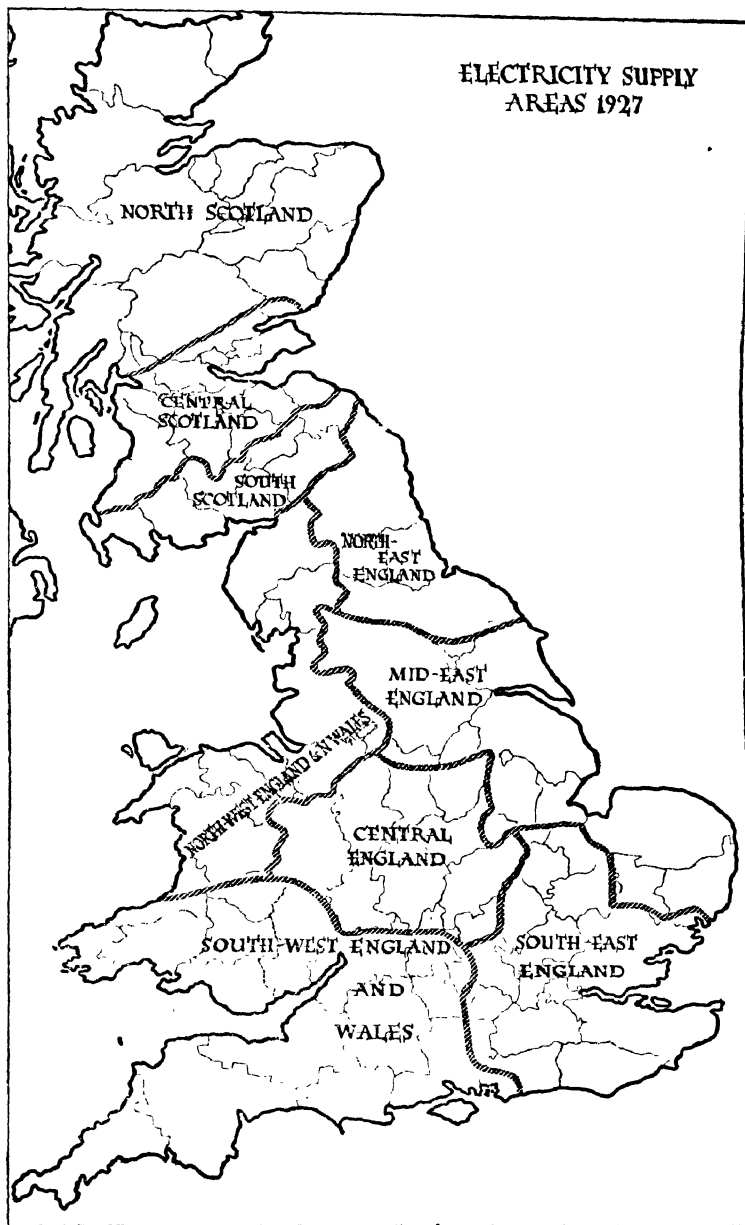 ELECTRICITY SUPPLY
AREAS 1927
NORTH SCOTLAND
CENTRAL
SCOTLAND
SOUTH
SCOTLAND
NORTH-
EAST
ENGLAND
MID-EAST
ENGLAND
NORTH-WEST ENGLAND & N WALES
CENTRAL
ENGLAND
SOUTH-WEST ENGLAND
AND
WALES
SOUTH-EAST
ENGLAND